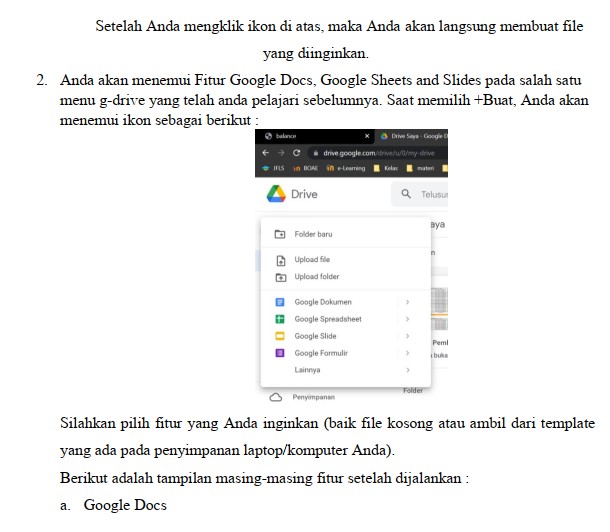 Setelah Anda mengklik ikon di atas, maka Anda akan langsung membuat file
yang diinginkan.
2. Anda akan menemui Fitur Google Docs, Google Sheets and Slides pada salah satu
menu g-drive yang telah anda pelajari sebelumnya. Saat memilih +Buat, Anda akan
menemui ikon sebagai berikut :
balance
Drive Saya - Google D
drive.google.com/drive/u/0/my-drive
IFLS
BOAE
e-Learning
Kelas
materi
Drive
Telusur
aya
Folder baru
n
Upload file
Upload folder
Google Dokumen
Google Spreadsheet
Google Slide
Google Formulir
Pemb
buka
Lainnya
Folder
Penyimpanan
Silahkan pilih fitur yang Anda inginkan (baik file kosong atau ambil dari template
yang ada pada penyimpanan laptop/komputer Anda).
Berikut adalah tampilan masing-masing fitur setelah dijalankan :
a. Google Docs